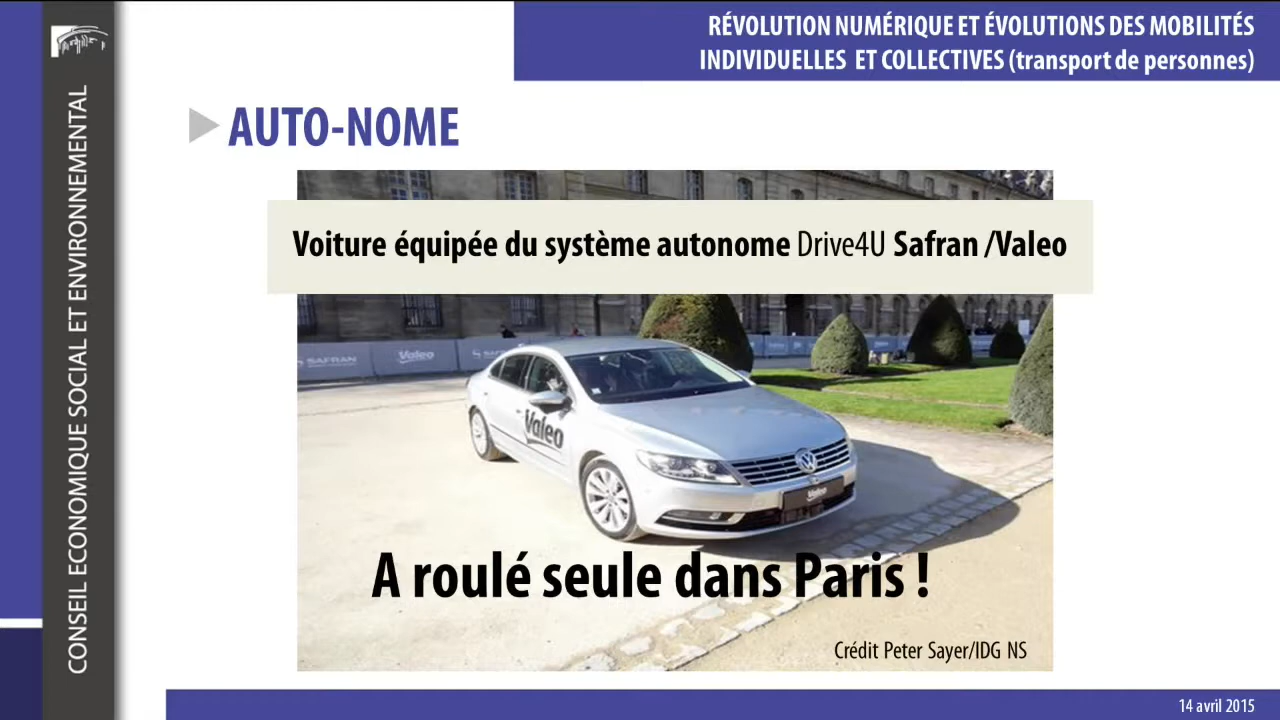 RÉVOLUTION NUMÉRIQUE ET ÉVOLUTIONS DES MOBILITÉS
INDIVIDUELLES ET COLLECTIVES (transport de personnes)
CONSEIL ECONOMIQUE SOCIAL ET ENVIRONNEMENTAL
AUTO-NOME
Voiture équipée du système autonome Drive4U Safran /Valeo
SAFRAN
Valeo
Valeo
Valeo
A roulé seule dans Paris !
Crédit Peter Sayer/IDG NS
14 avril 2015